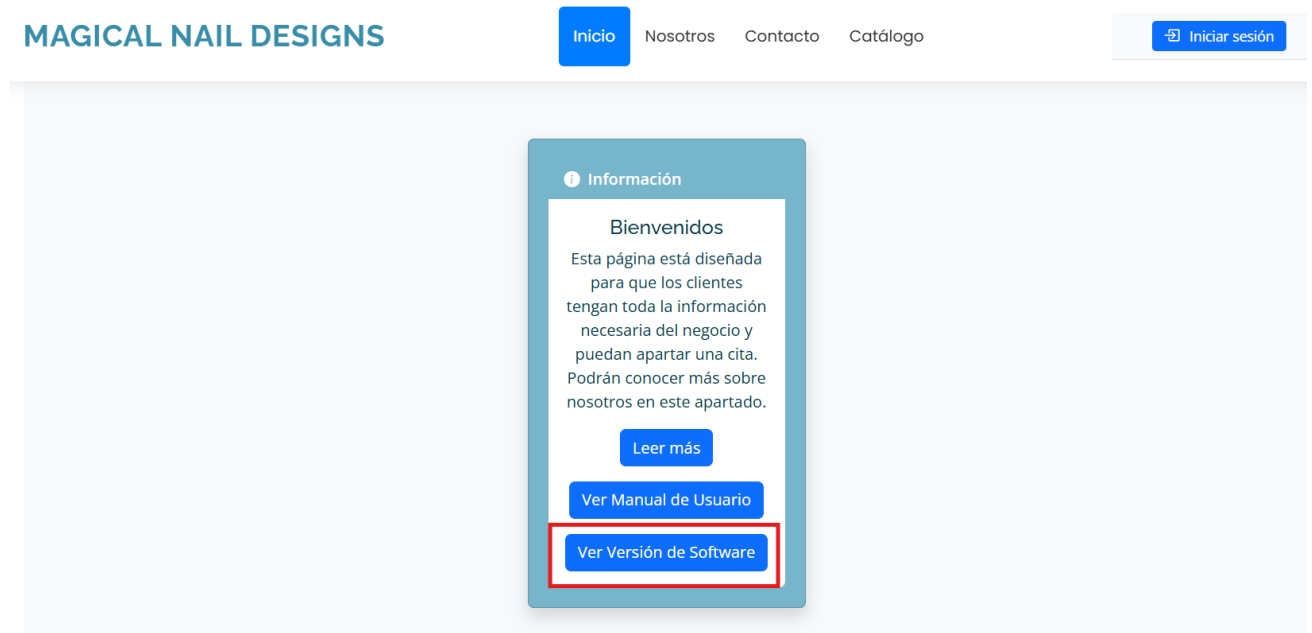 MAGICAL NAIL DESIGNS
Inicio
Nosotros
Contacto
Catálogo
Iniciar sesión
Información
Bienvenidos
Esta página está diseñada
para que los clientes
tengan toda la información
necesaria del negocio y
puedan apartar una cita.
Podrán conocer más sobre
nosotros en este apartado.
Leer más
Ver Manual de Usuario
Ver Versión de Software